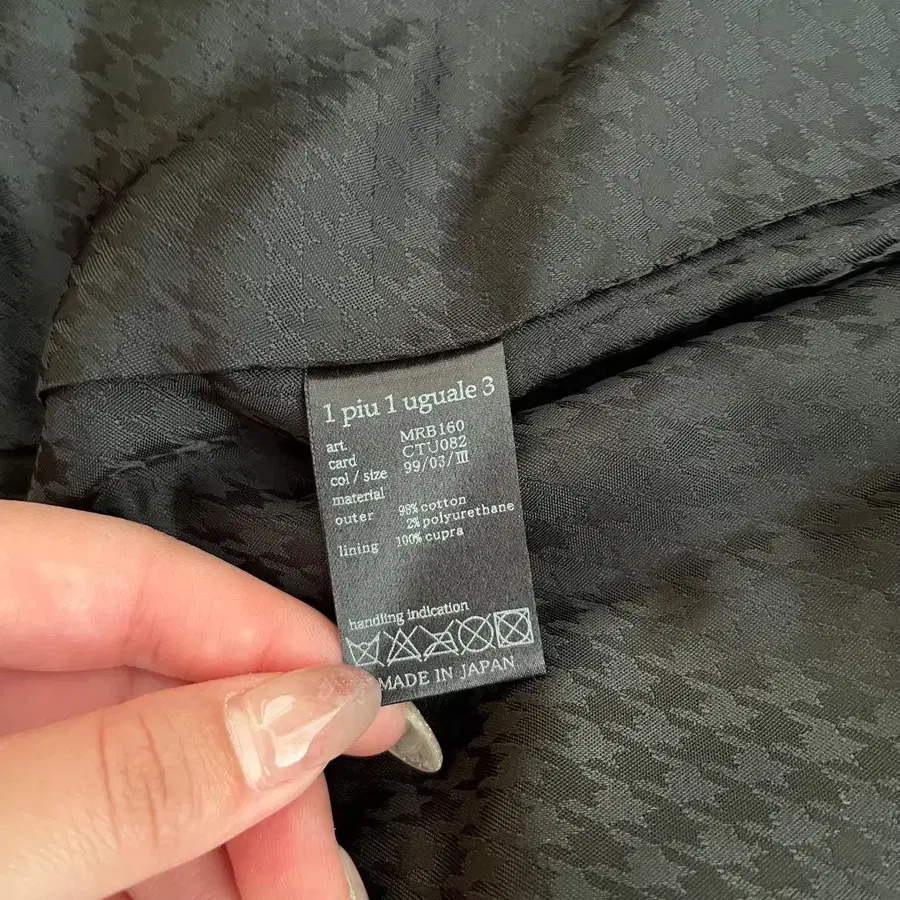 1 piu 1 uguale 3
art. MRB160
card CTU082
col / size 99/03/III
material
outer 98% cotton
2% polyurethane
lining 100% cupra
handling indication
MADE IN JAPAN